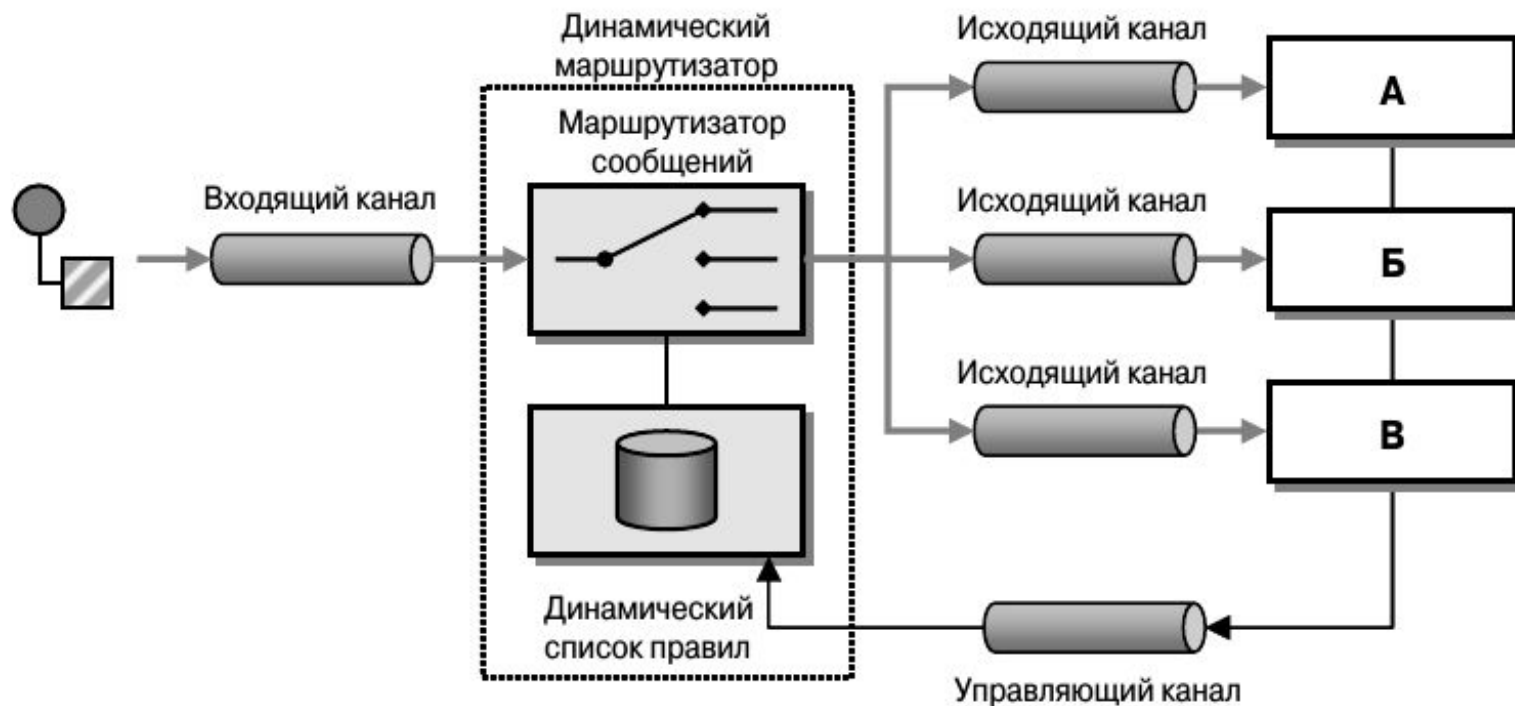 Динамический
маршрутизатор
Исходящий канал
А
Маршрутизатор
сообщений
Входящий канал
Исходящий канал
Б
Исходящий канал
В
Динамический
список правил
Управляющий канал